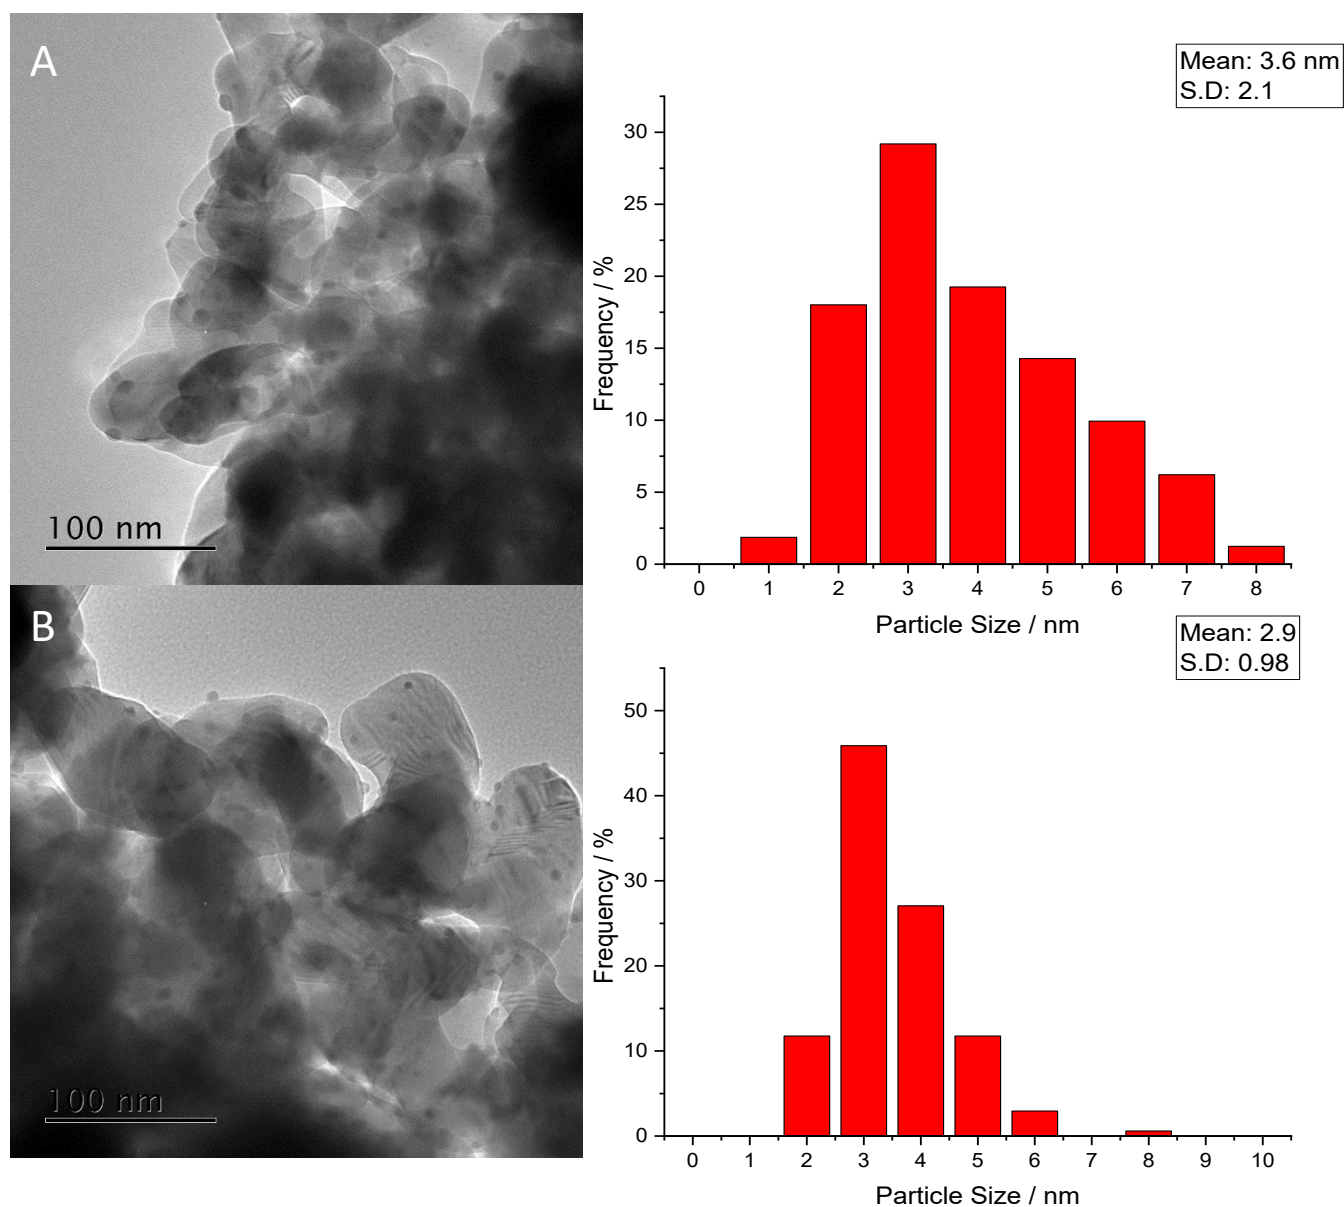 A
100 nm
Mean: 3.6 nm
S.D: 2.1
Frequency / %
30
25
20
15
10
5
0
0 1 2 3 4 5 6 7 8
Particle Size / nm
B
100 nm
Mean: 2.9
S.D: 0.98
Frequency / %
50
40
30
20
10
0
0 1 2 3 4 5 6 7 8 9 10
Particle Size / nm